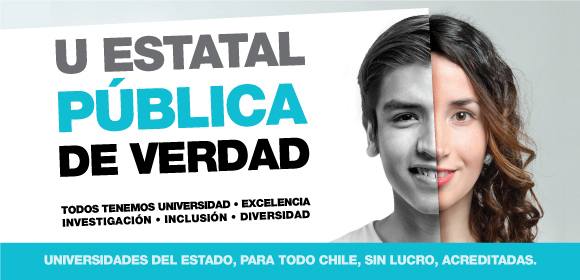 U ESTATAL
PÚBLICA
DE VERDAD
TODOS TENEMOS UNIVERSIDAD • EXCELENCIA
INVESTIGACIÓN • INCLUSIÓN • DIVERSIDAD
UNIVERSIDADES DEL ESTADO, PARA TODO CHILE, SIN LUCRO, ACREDITADAS.